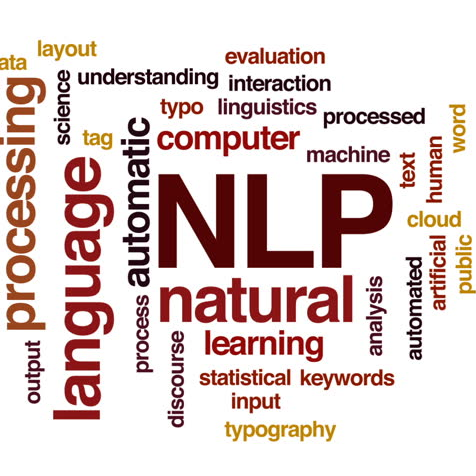 layout
ata
evaluation
science
understanding
interaction
processing
typo
linguistics
processed
word
tag
automatic
computer
machine
text
human
language
NLP
cloud
public
artificial
automated
natural
process
analysis
output
discourse
learning
statistical
keywords
input
typography